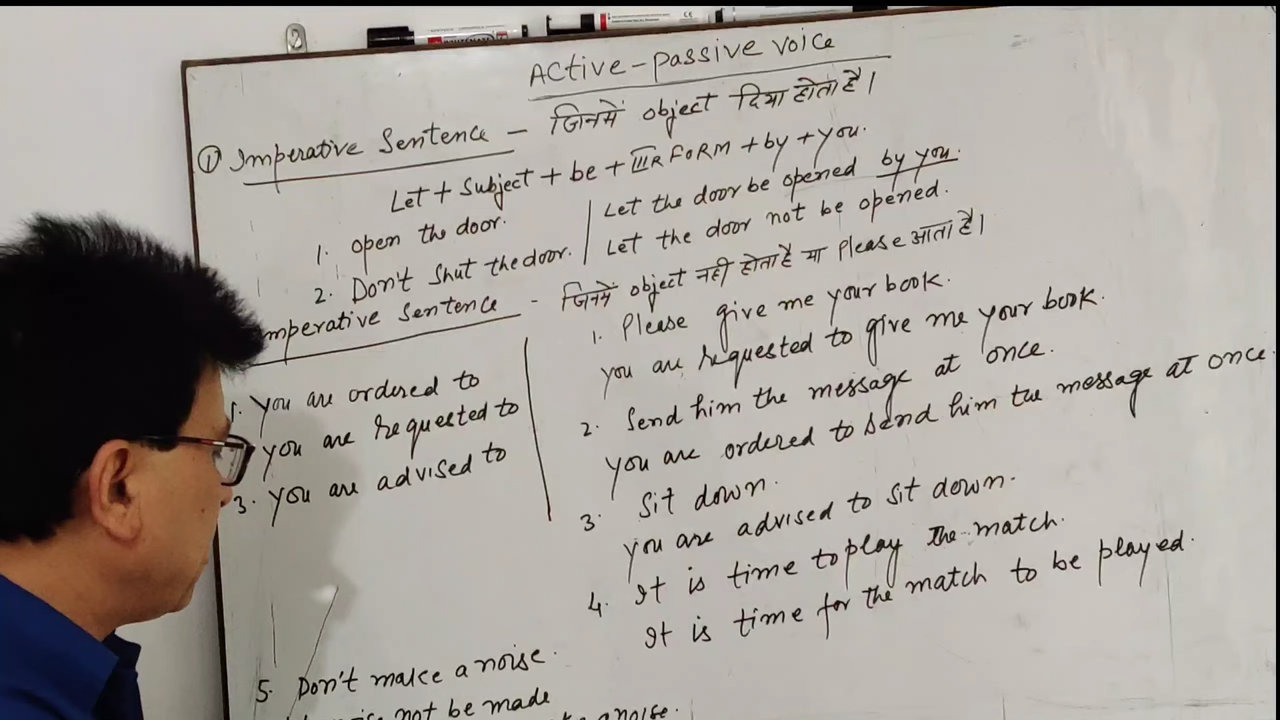 Active-passive voice
① Imperative Sentence - जिनमें object दिया होता है।
Let + Subject + be + IIIR FORM + by + you.
1. open the door.
Let the door be opened by you.
2. Don't Shut the door.
Let the door not be opened.
Imperative Sentence - जिनमें object नही होता है या Please आता है।
1. You are ordered to
you are requested to
3. you are advised to
1. Please give me your book.
you are requested to give me your book.
2. Send him the message at once.
you are ordered to send him the message at once.
3. Sit down.
you are advised to sit down.
4. It is time to play the match.
It is time for the match to be played.
5. Don't make a noise.
not be made
a noise.